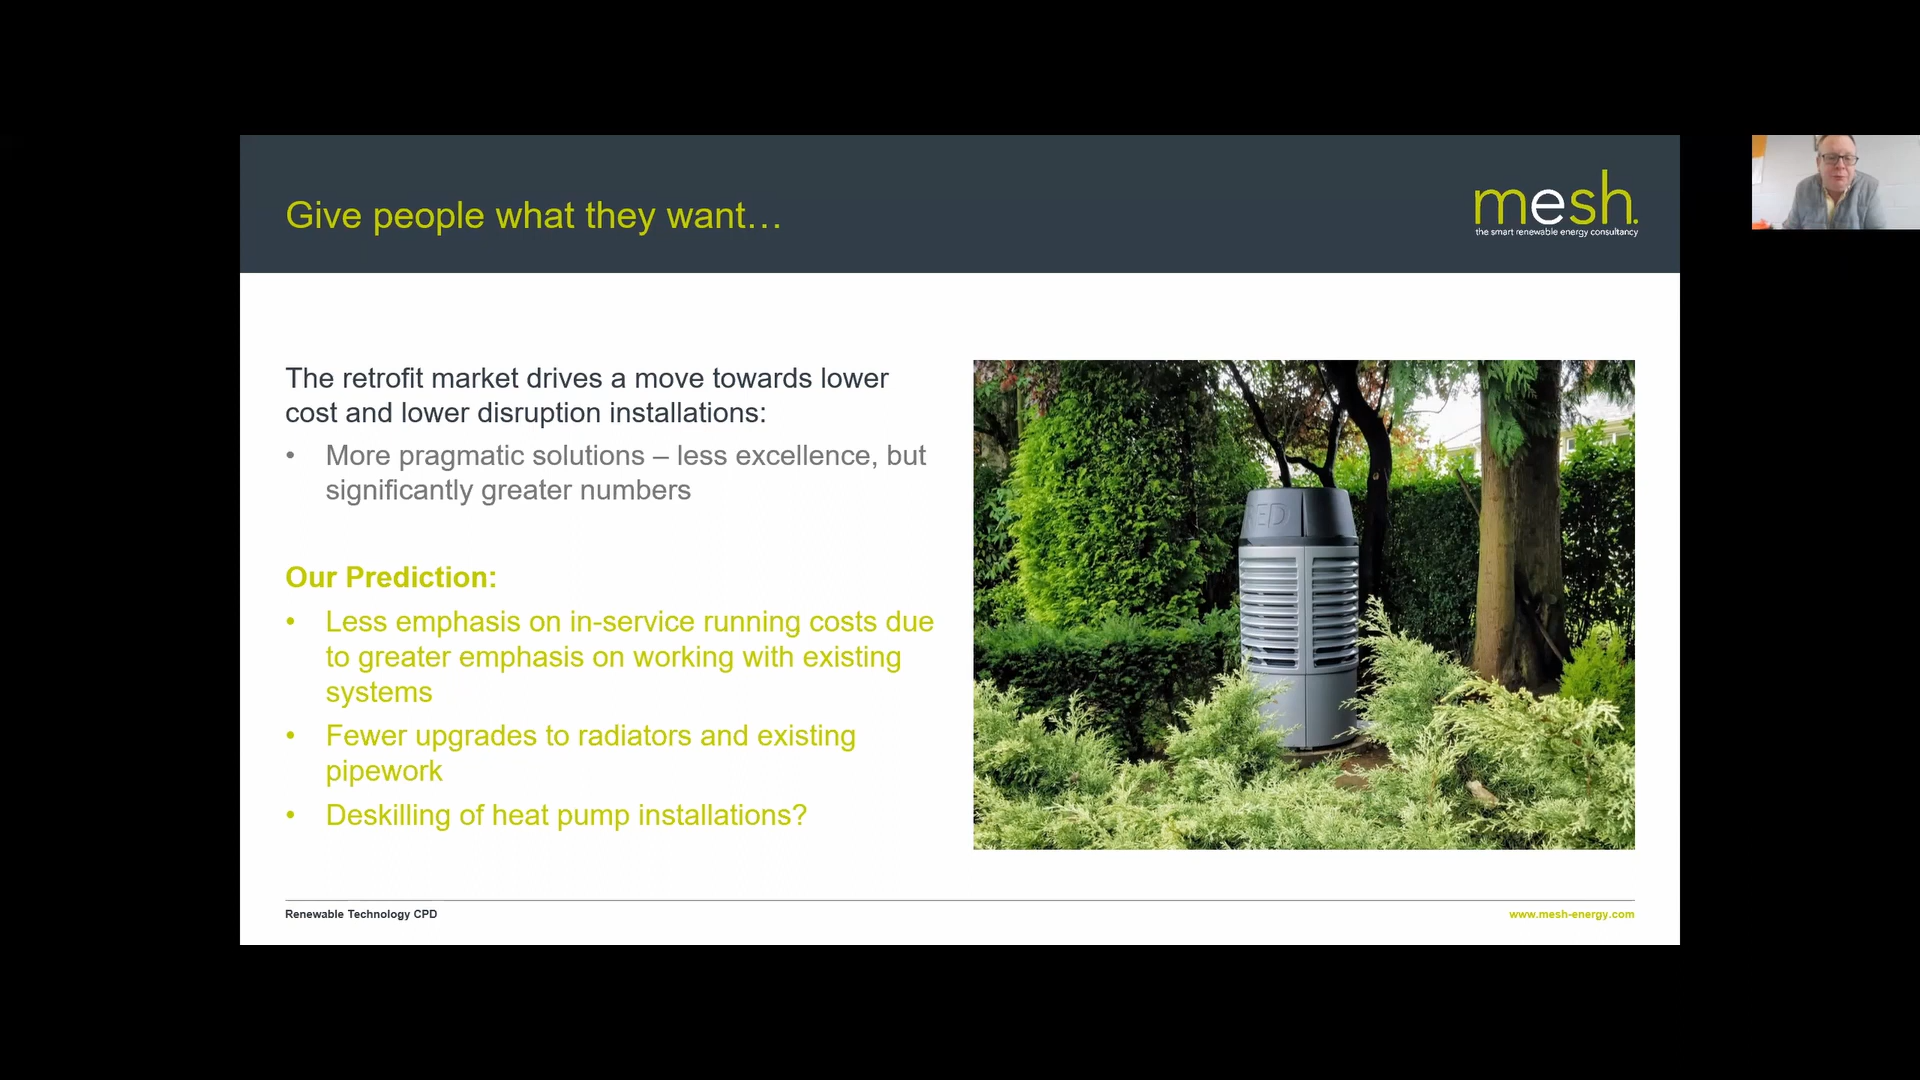 Give people what they want…
mesh.
the smart renewable energy consultancy
The retrofit market drives a move towards lower
cost and lower disruption installations:
• More pragmatic solutions – less excellence, but
significantly greater numbers
Our Prediction:
• Less emphasis on in-service running costs due
to greater emphasis on working with existing
systems
• Fewer upgrades to radiators and existing
pipework
• Deskilling of heat pump installations?
Renewable Technology CPD
www.mesh-energy.com